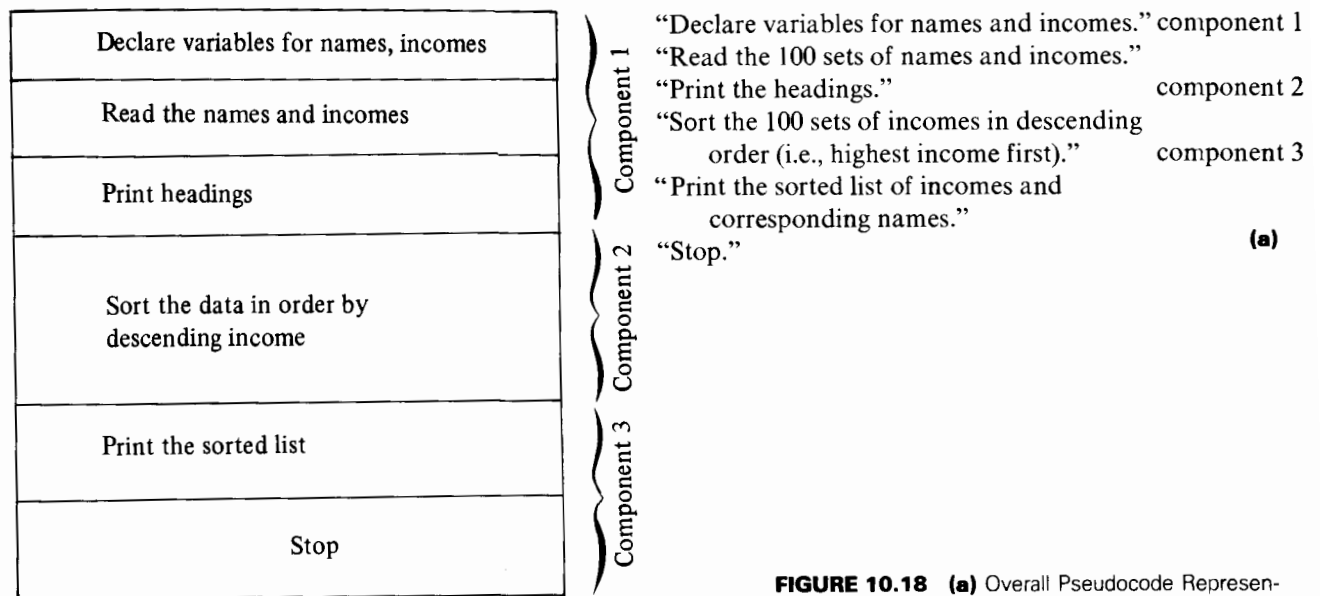 Declare variables for names, incomes
Read the names and incomes
Print headings
Sort the data in order by
descending income
Print the sorted list
Stop
Component 1
Component 2
Component 3
“Declare variables for names and incomes.” component 1
“Read the 100 sets of names and incomes.”
“Print the headings.” component 2
“Sort the 100 sets of incomes in descending
order (i.e., highest income first).” component 3
“Print the sorted list of incomes and
corresponding names.”
“Stop.” (a)
FIGURE 10.18 (a) Overall Pseudocode Represen-